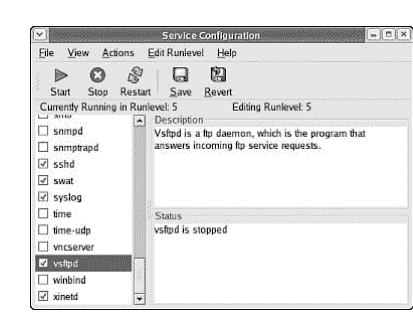 Service Configuration
File View Actions Edit Runlevel Help
Start Stop Restart Save Revert
Currently Running in Runlevel: 5 Editing Runlevel: 5
smb
snmpd
snmptrapd
sshd
swat
syslog
time
time-udp
vncserver
vsftpd
winbind
xinetd
Description
Vsftpd is a ftp daemon, which is the program that
answers incoming ftp service requests.
Status
vsftpd is stopped